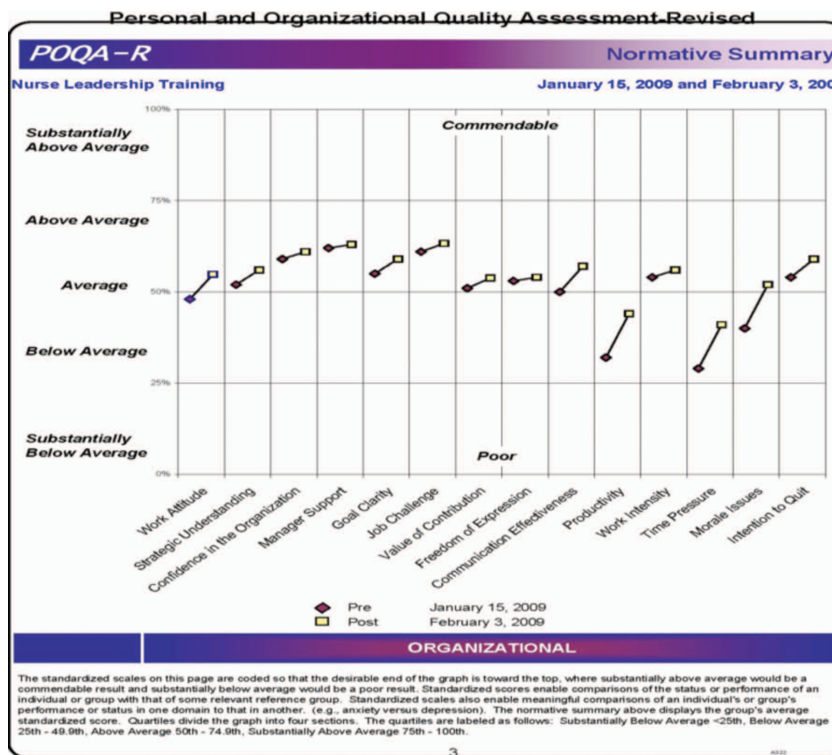 Personal and Organizational Quality Assessment-Revised
POQA-R
Normative Summary
Nurse Leadership Training
January 15, 2009 and February 3, 200
100%
Substantially
Above Average
Commendable
75%
Above Average
Average
50%
Below Average
25%
Substantially
Below Average
Poor
0%
Work Attitude
Strategic Understanding
Confidence in the Organization
Manager Support
Goal Clarity
Job Challenge
Value of Contribution
Freedom of Expression
Communication Effectiveness
Productivity
Work Intensity
Time Pressure
Morale Issues
Intention to Quit
Pre January 15, 2009
Post February 3, 2009
ORGANIZATIONAL
The standardized scales on this page are coded so that the desirable end of the graph is toward the top, where substantially above average would be a
commendable result and substantially below average would be a poor result. Standardized scores enable comparisons of the status or performance of an
individual or group with that of some relevant reference group. Standardized scales also enable meaningful comparisons of an individual's or group's
performance or status in one domain to that in another. (e.g., anxiety versus depression). The normative summary above displays the group's average
standardized score. Quartiles divide the graph into four sections. The quartiles are labeled as follows: Substantially Below Average <25th, Below Average
25th - 49.9th, Above Average 50th - 74.9th, Substantially Above Average 75th - 100th.
3